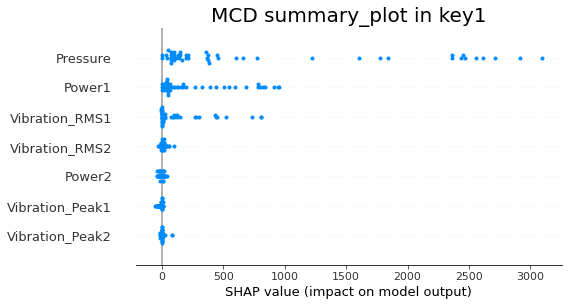 MCD summary_plot in key1
Pressure
Power1
Vibration_RMS1
Vibration_RMS2
Power2
Vibration_Peak1
Vibration_Peak2
0 500 1000 1500 2000 2500 3000
SHAP value (impact on model output)